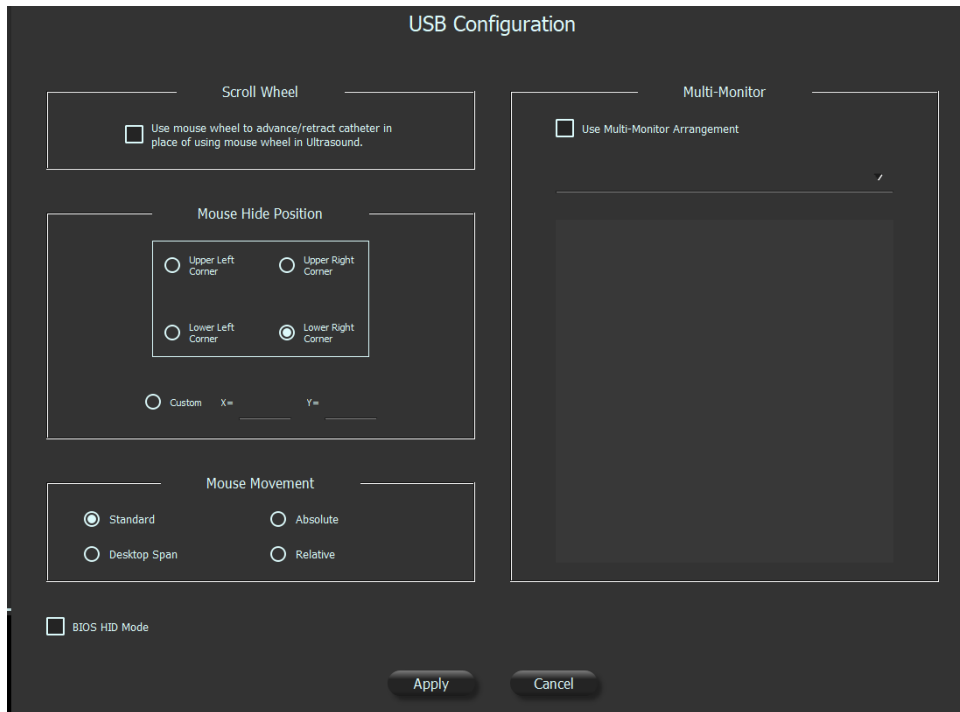 USB Configuration
Scroll Wheel
Use mouse wheel to advance/retract catheter in
place of using mouse wheel in Ultrasound.
Mouse Hide Position
Upper Left
Corner
Upper Right
Corner
Lower Left
Corner
Lower Right
Corner
Custom X= Y=
Mouse Movement
Standard
Absolute
Desktop Span
Relative
BIOS HID Mode
Multi-Monitor
Use Multi-Monitor Arrangement
Apply
Cancel